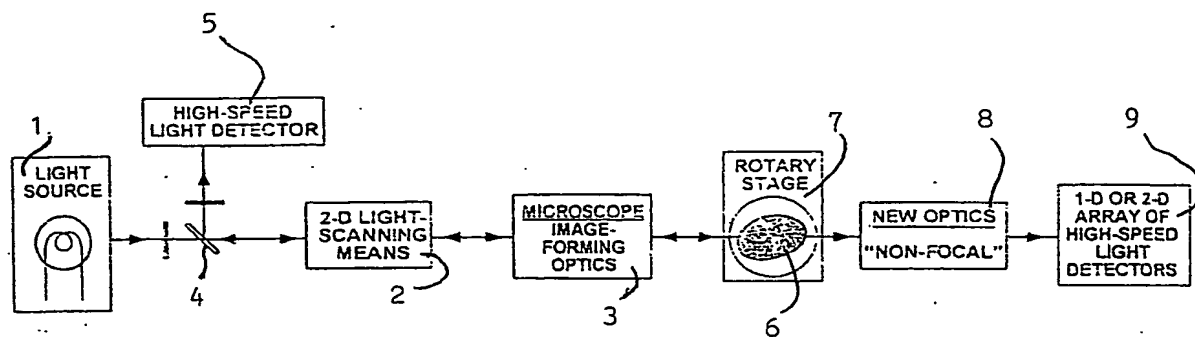 5
HIGH-SPEED
LIGHT DETECTOR
1
LIGHT
SOURCE
4
2-D LIGHT-
SCANNING
MEANS
2
MICROSCOPE
IMAGE-
FORMING
OPTICS
3
7
ROTARY
STAGE
6
8
NEW OPTICS
"NON-FOCAL"
9
1-D OR 2-D
ARRAY OF
HIGH-SPEED
LIGHT
DETECTORS